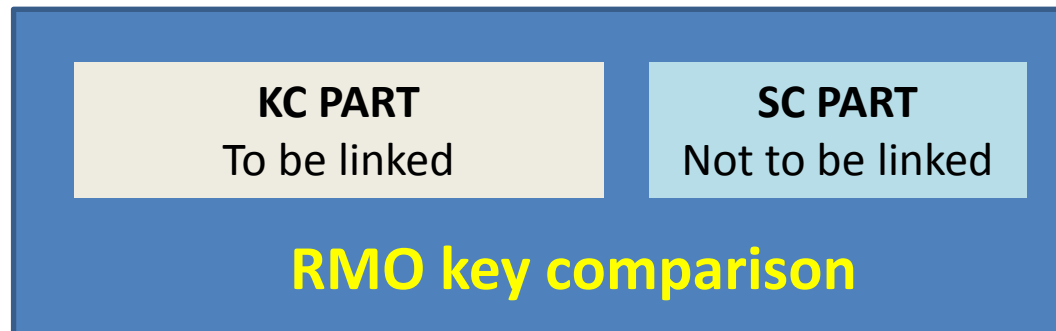 KC PART
To be linked
SC PART
Not to be linked
RMO key comparison